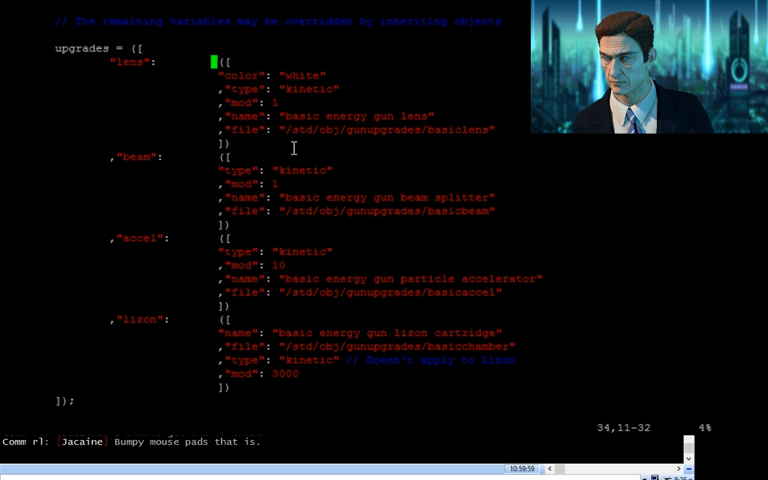 // The remaining variables may be overridden by inheriting objects
upgrades = ([
"lens": ([
"color": "white"
,"type": "kinetic"
,"mod": 1
,"name": "basic energy gun lens"
,"file": "/std/obj/gunupgrades/basiclens"
])
,"beam": ([
"type": "kinetic"
,"mod": 1
,"name": "basic energy gun beam splitter"
,"file": "/std/obj/gunupgrades/basicbeam"
])
,"accel": ([
"type": "kinetic"
,"mod": 10
,"name": "basic energy gun particle accelerator"
,"file": "/std/obj/gunupgrades/basicaccel"
])
,"lizon": ([
"name": "basic energy gun lizon cartridge"
,"file": "/std/obj/gunupgrades/basicchamber"
,"type": "kinetic" // Doesn't apply to Lizon
,"mod": 3000
])
]);
34,11-32 4%
Comm rl: [Jacaine] Bumpy mouse pads that is.
10:59:59